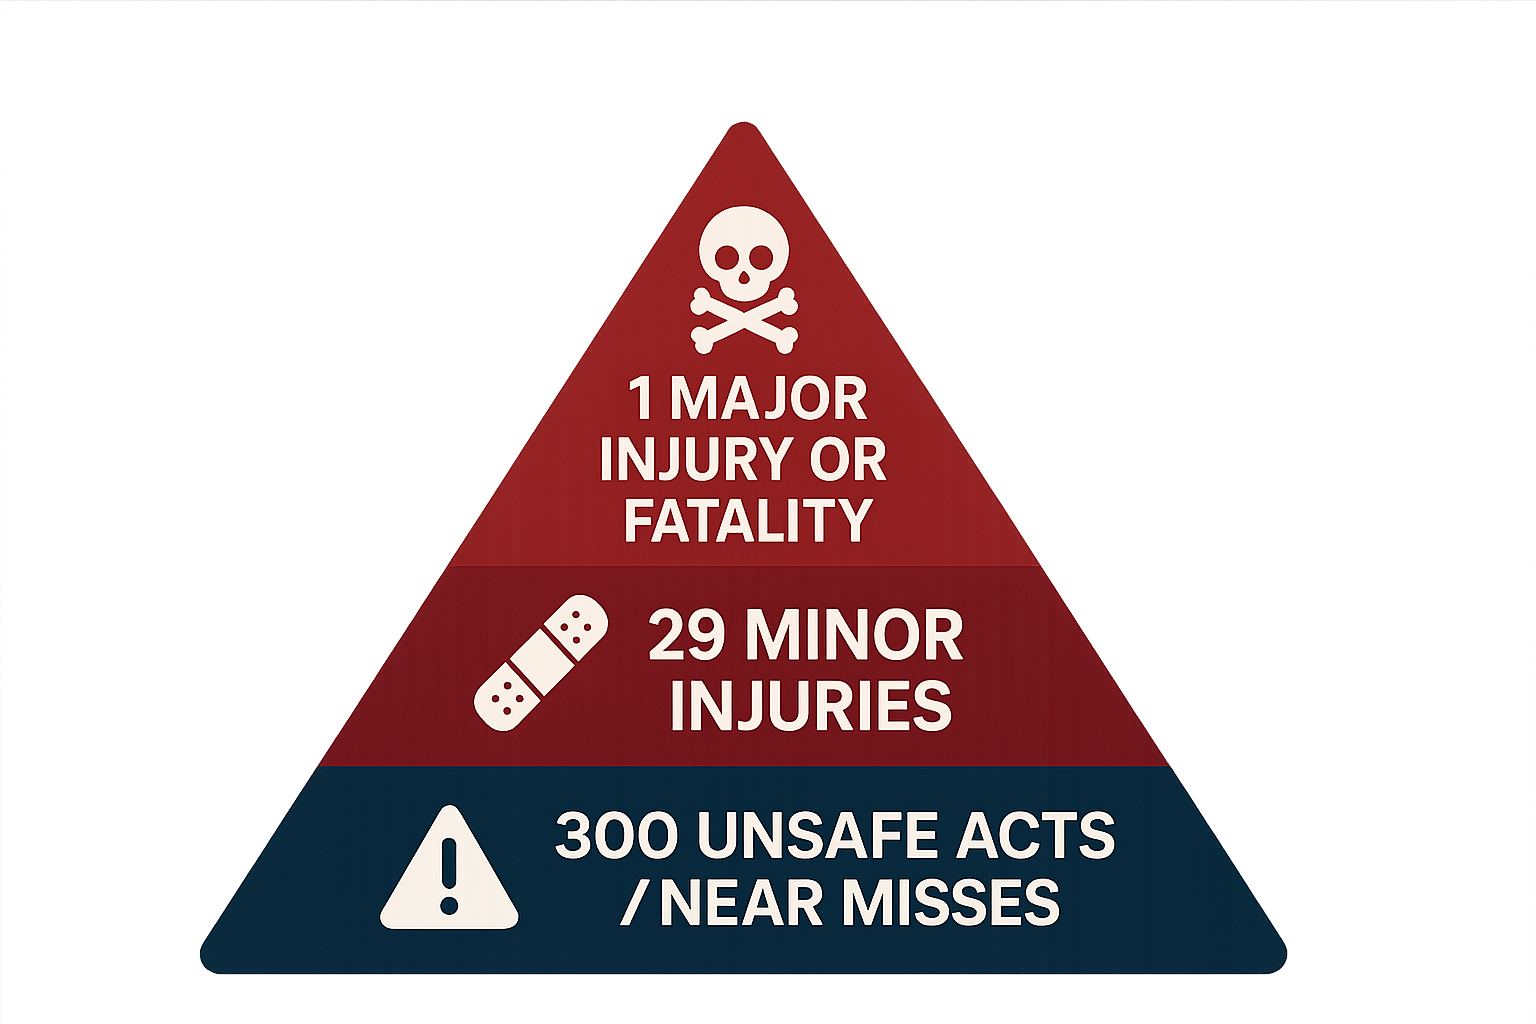 1 MAJOR
INJURY OR
FATALITY
29 MINOR
INJURIES
300 UNSAFE ACTS
/ NEAR MISSES